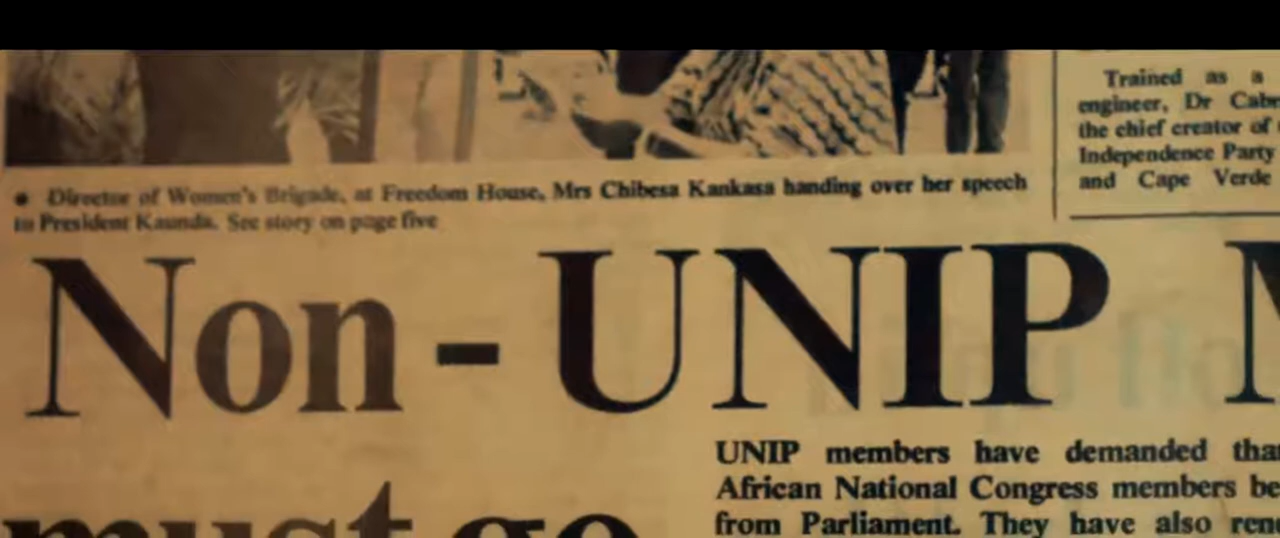 Trained as a
engineer, Dr
the chief creator of
Independence Party
and Cape Verde
• Director of Women's Brigade, at Freedom House, Mrs Chibesa Kankasa handing over her speech
to President Kaunda. See story on page five
Non-UNIP
must go
UNIP members have demanded
African National Congress members be
from Parliament. They have also